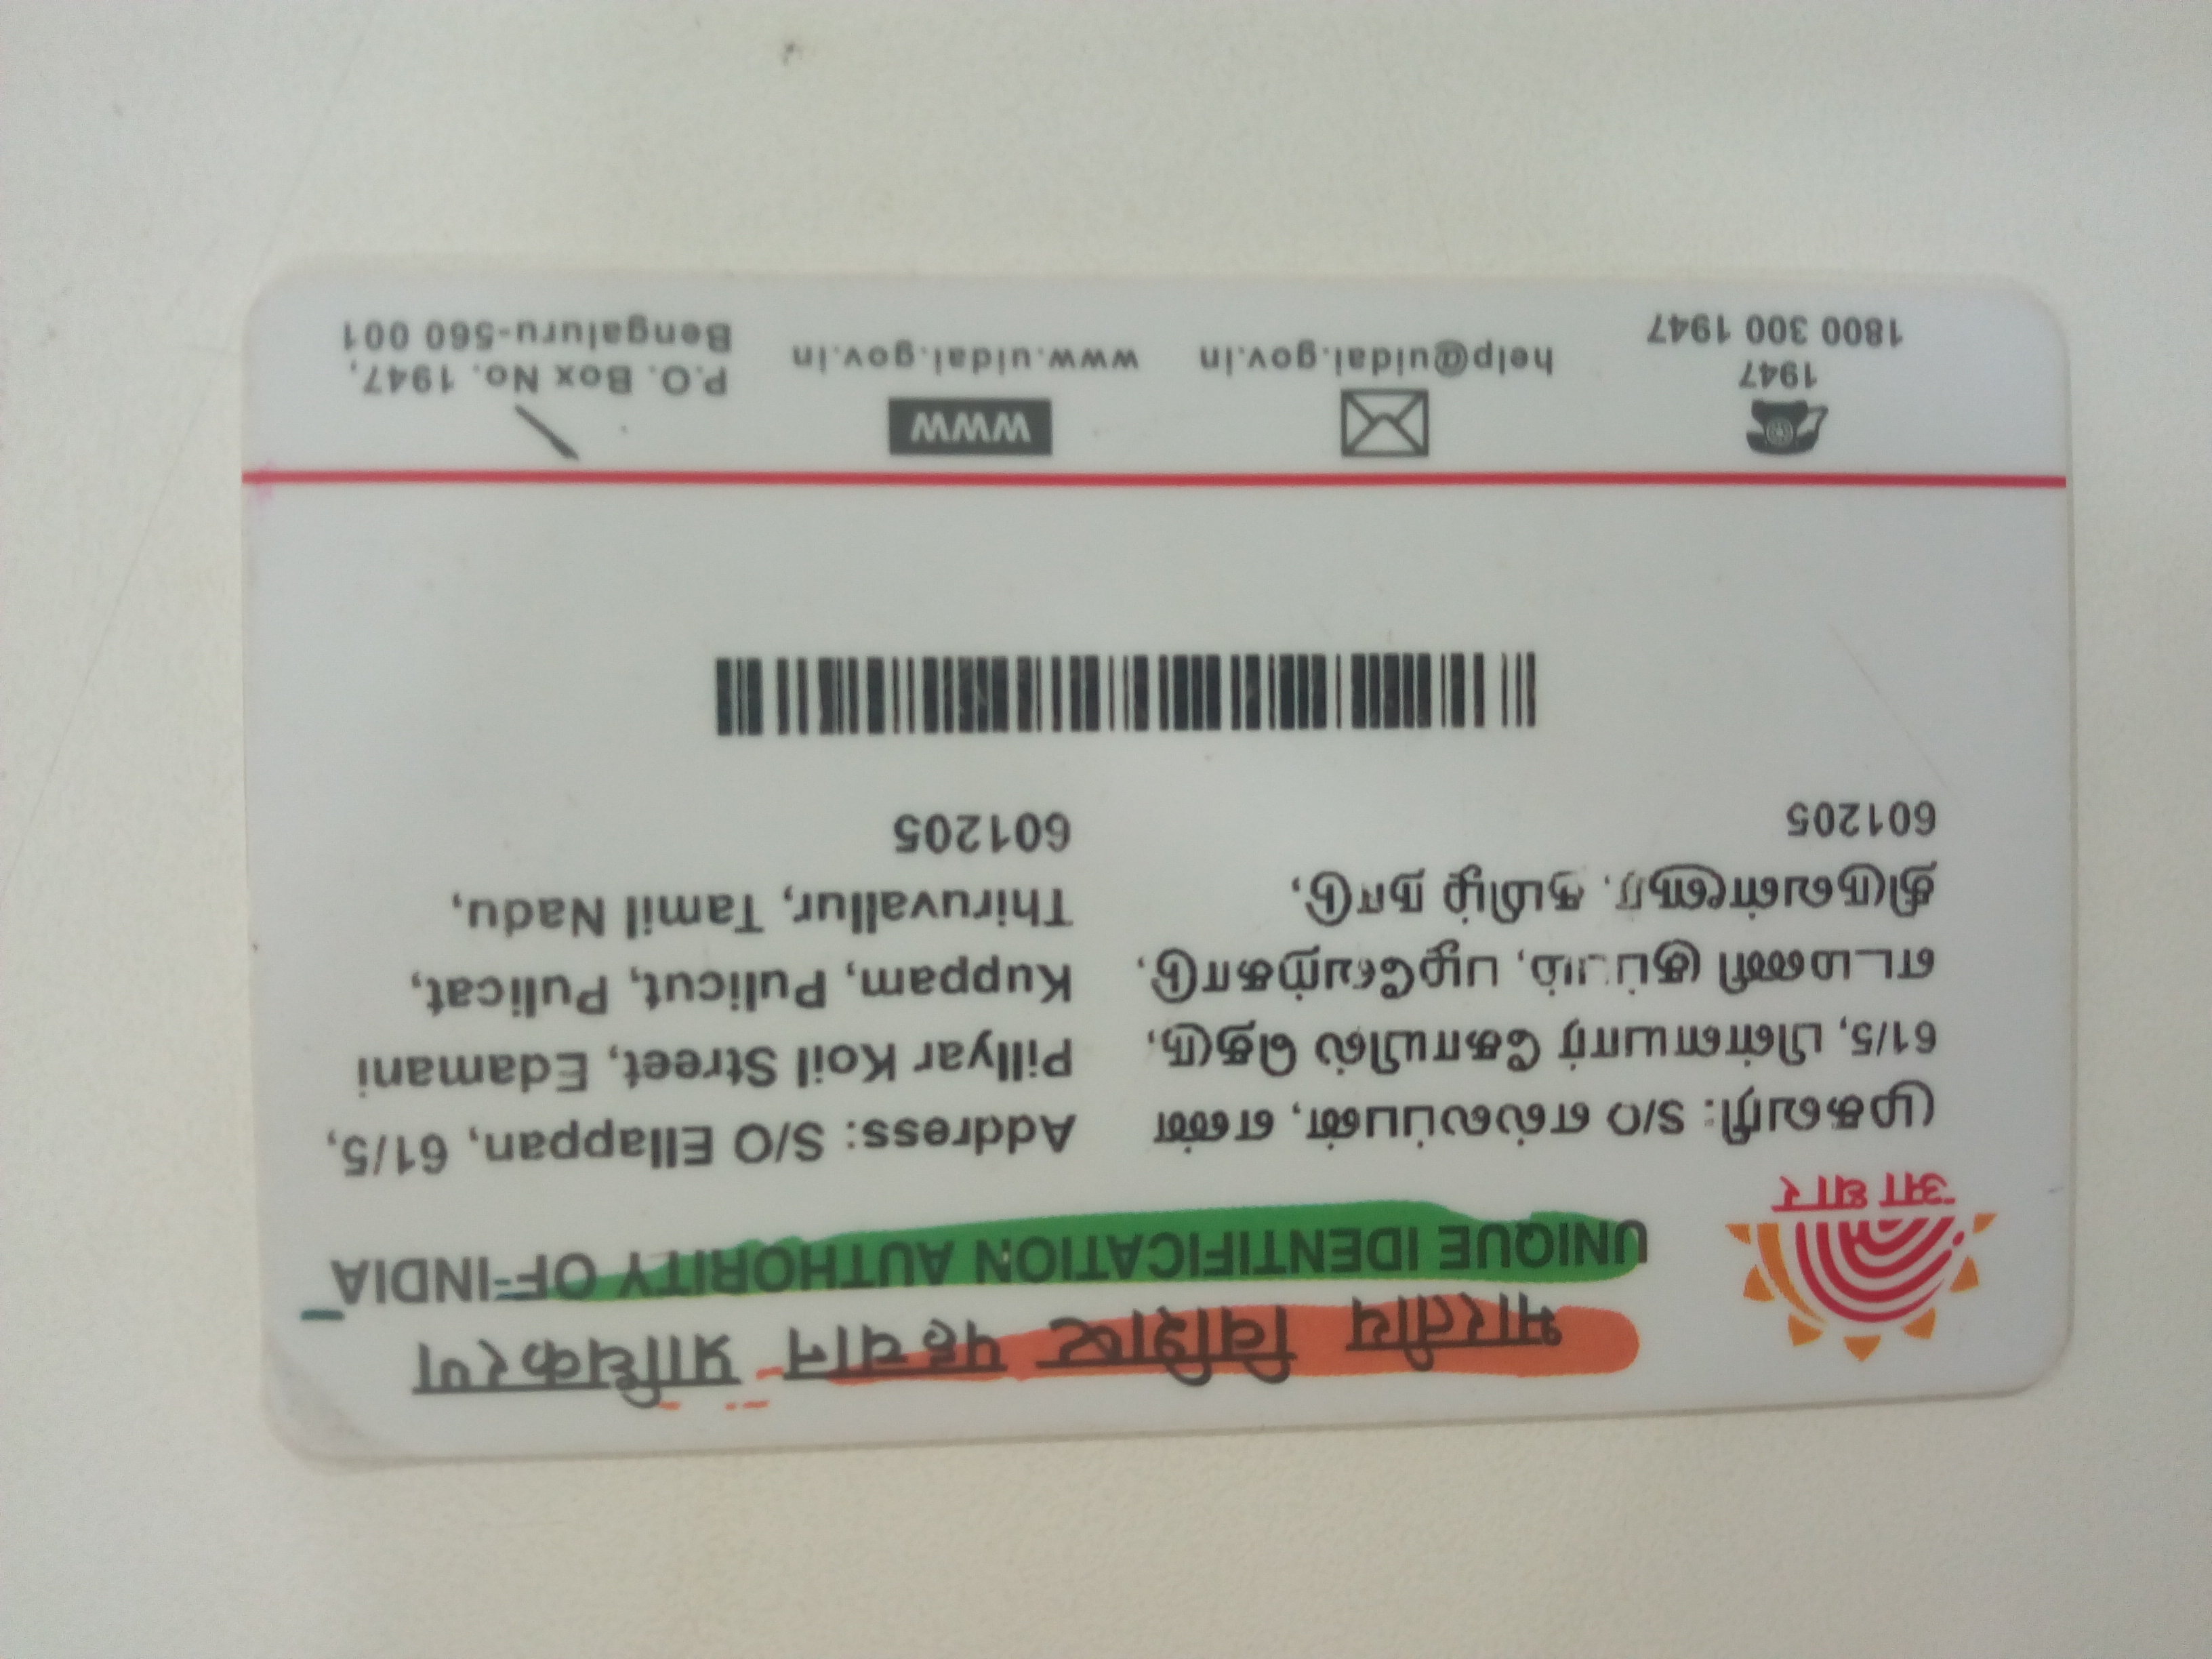 भारतीय विशिष्ट पहचान प्राधिकरण
UNIQUE IDENTIFICATION AUTHORITY OF INDIA
आधार
முகவரி: S/O எல்லப்பன், எண்
61/5, பிள்ளையார் கோயில் தெரு,
எடமணி குப்பம், பழவேற்காடு,
திருவள்ளூர், தமிழ் நாடு,
601205
Address: S/O Ellappan, 61/5,
Pillyar Koil Street, Edamani
Kuppam, Pulicut, Pulicat,
Thiruvallur, Tamil Nadu,
601205
1947
1800 300 1947
help@uidai.gov.in
WWW
www.uidai.gov.in
P.O. Box No. 1947,
Bengaluru-560 001